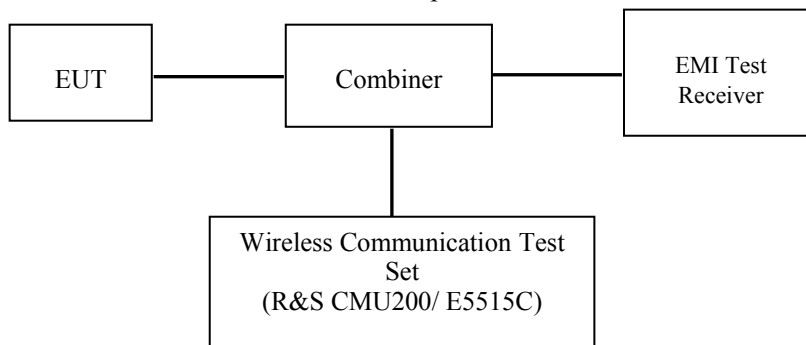 EUT
Combiner
EMI Test
Receiver
Wireless Communication Test
Set
(R&S CMU200/ E5515C)